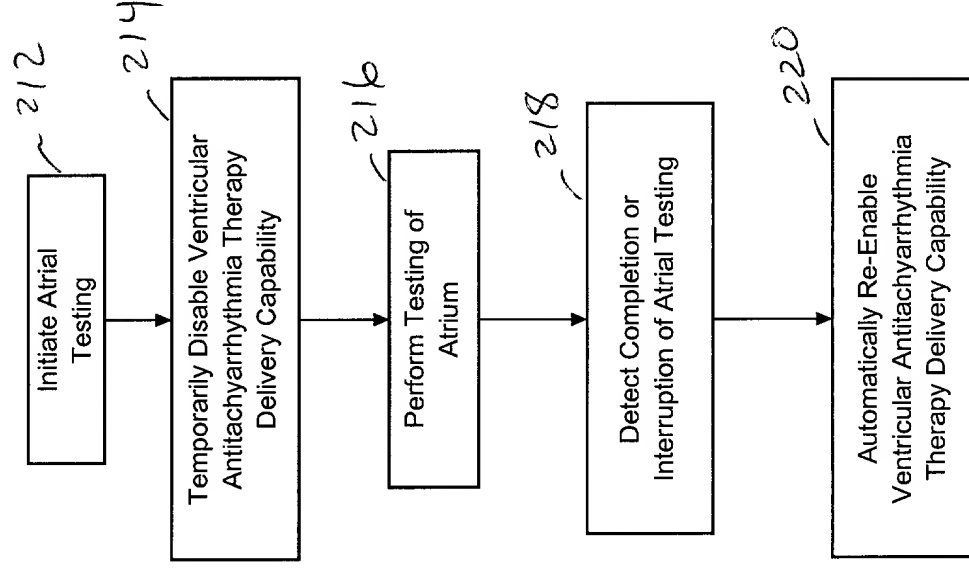 212
Initiate Atrial
Testing
214
Temporarily Disable Ventricular
Antitachyarrhythmia Therapy
Delivery Capability
216
Perform Testing of
Atrium
218
Detect Completion or
Interruption of Atrial Testing
220
Automatically Re-Enable
Ventricular Antitachyarrhythmia
Therapy Delivery Capability